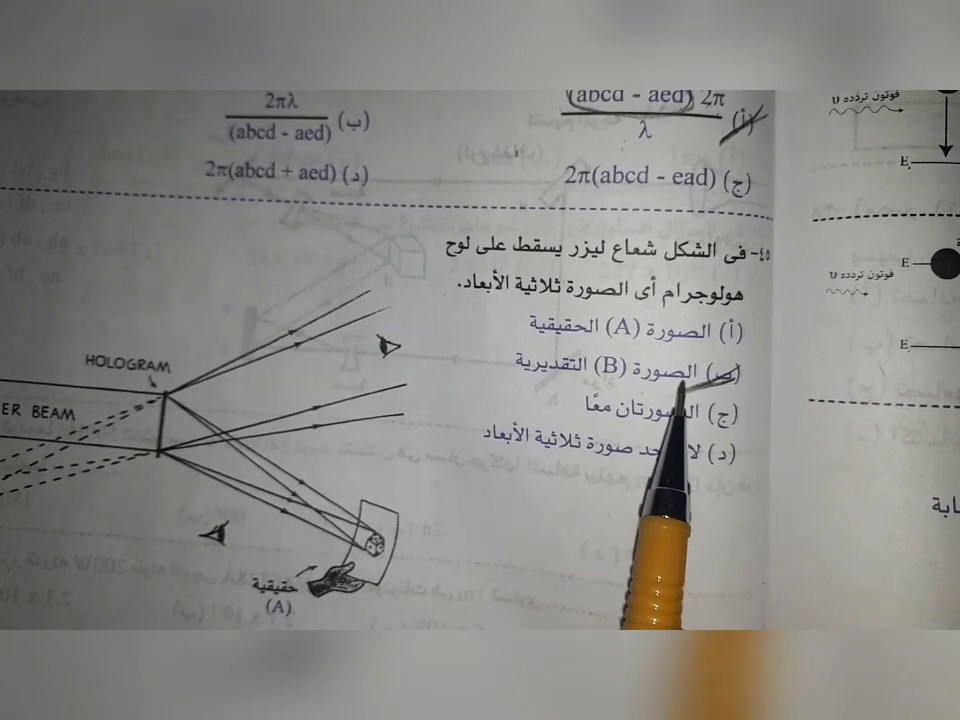 (أ) (abcd - aed) 2π / λ
(ب) 2πλ / (abcd - aed)
(ج) 2π(abcd - ead)
(د) 2π(abcd + aed)
٤٥- فى الشكل شعاع ليزر يسقط على لوح
هولوجرام أى الصورة ثلاثية الأبعاد.
(أ) الصورة (A) الحقيقية
(ب) الصورة (B) التقديرية
(ج) الصورتان معًا
(د) لا حد صورة ثلاثية الأبعاد
HOLOGRAM
ER BEAM
حقيقية
(A)
فوتون تردده υ
E
فوتون تردده υ
E
E